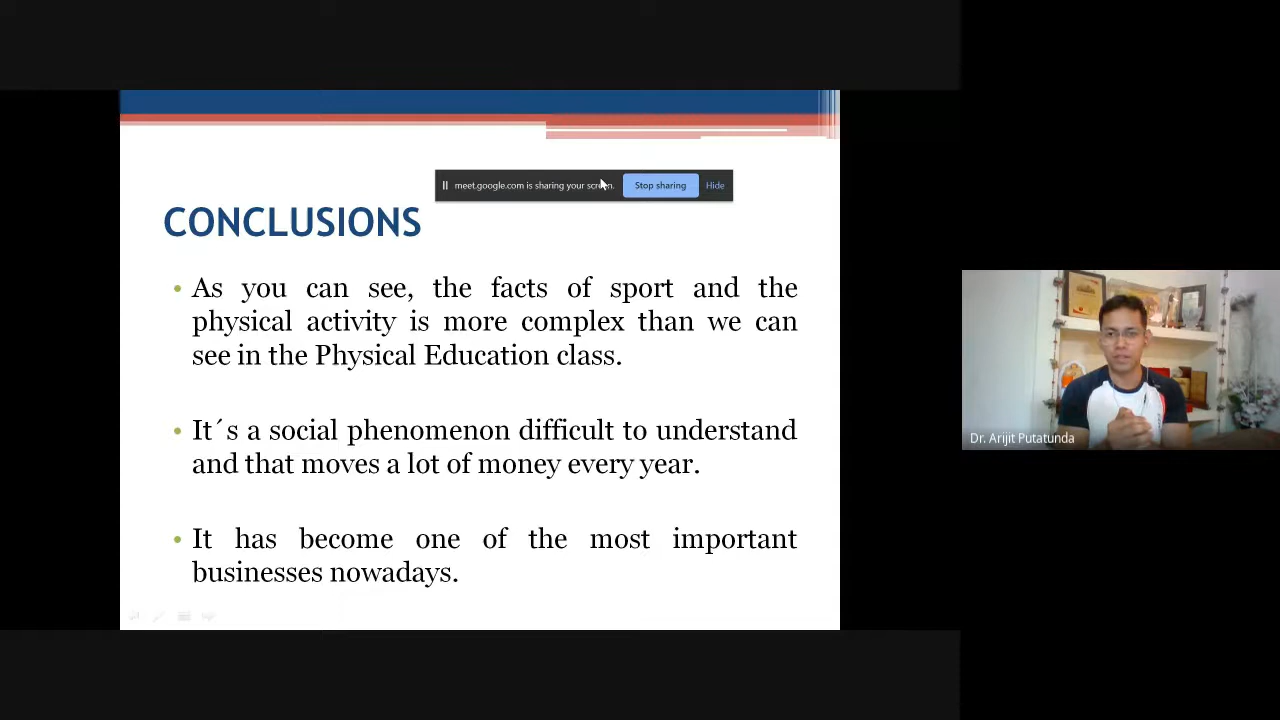 meet.google.com is sharing your screen.
Stop sharing
Hide
CONCLUSIONS
• As you can see, the facts of sport and the
physical activity is more complex than we can
see in the Physical Education class.
• It´s a social phenomenon difficult to understand
and that moves a lot of money every year.
• It has become one of the most important
businesses nowadays.
Dr. Arijit Putatunda